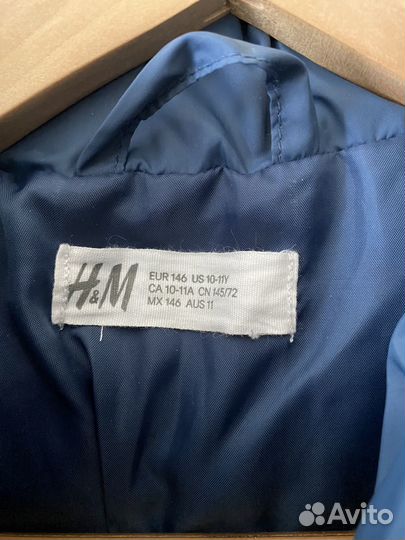 H&M
EUR 146 US 10-11Y
CA 10-11A CN 145/72
MX 146 AUS 11
Avito